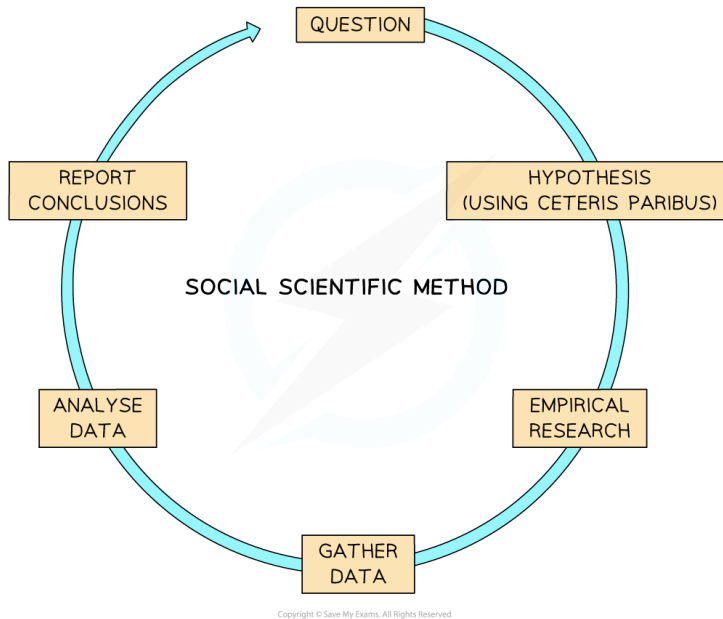 QUESTION
HYPOTHESIS
(USING CETERIS PARIBUS)
EMPIRICAL
RESEARCH
GATHER
DATA
ANALYSE
DATA
REPORT
CONCLUSIONS
SOCIAL SCIENTIFIC METHOD
Copyright © Save My Exams. All Rights Reserved